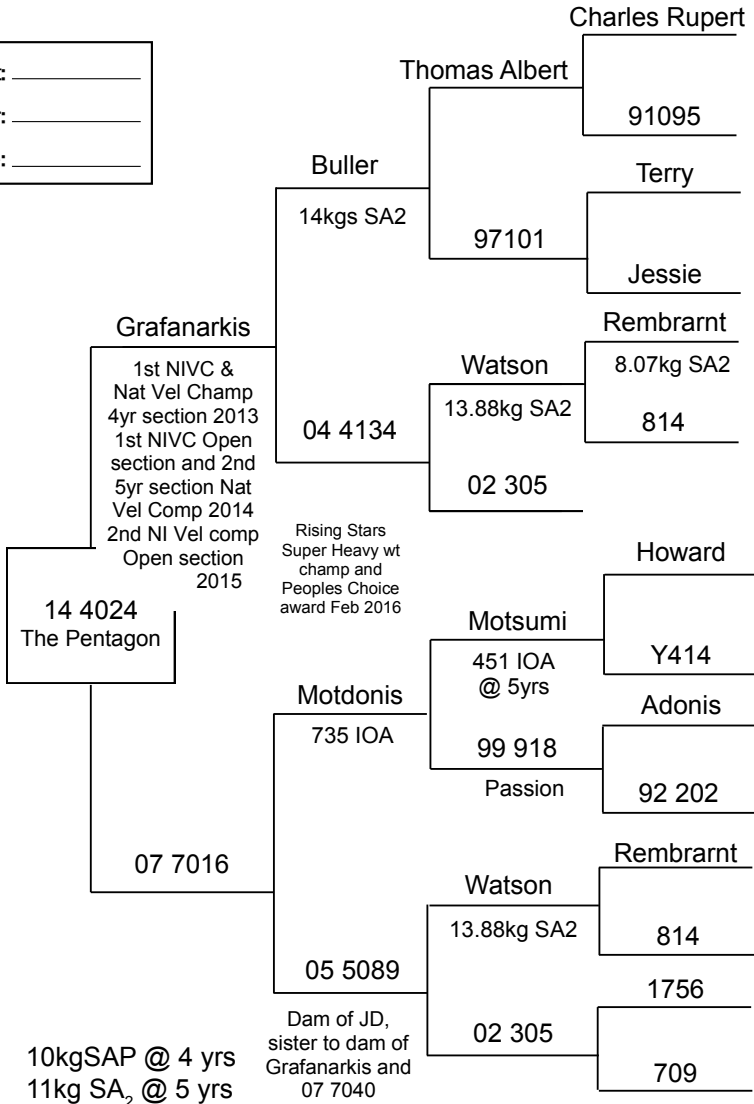 Charles Rupert
Thomas Albert
91095
Buller
Terry
14kgs SA2
97101
Jessie
Grafanarkis
Rembrarnt
1st NIVC &
Nat Vel Champ
4yr section 2013
1st NIVC Open
section and 2nd
5yr section Nat
Vel Comp 2014
2nd NI Vel comp
Open section
2015
Watson
8.07kg SA2
13.88kg SA2
04 4134
814
02 305
Rising Stars
Super Heavy wt
champ and
Peoples Choice
award Feb 2016
14 4024
The Pentagon
Howard
Motsumi
451 IOA
@ 5yrs
Y414
Motdonis
735 IOA
Adonis
99 918
Passion
92 202
07 7016
Rembrarnt
Watson
13.88kg SA2
814
05 5089
Dam of JD,
sister to dam of
Grafanarkis and
07 7040
1756
02 305
709
10kgSAP @ 4 yrs
11kg SA₂ @ 5 yrs